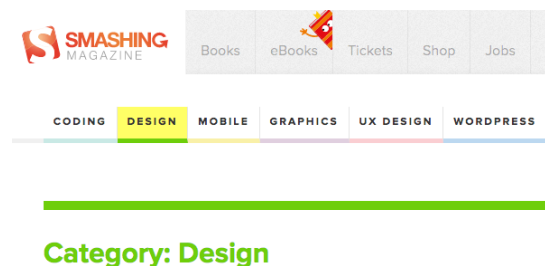 SMASHING
MAGAZINE
Books eBooks Tickets Shop Jobs
CODING DESIGN MOBILE GRAPHICS UX DESIGN WORDPRESS
Category: Design